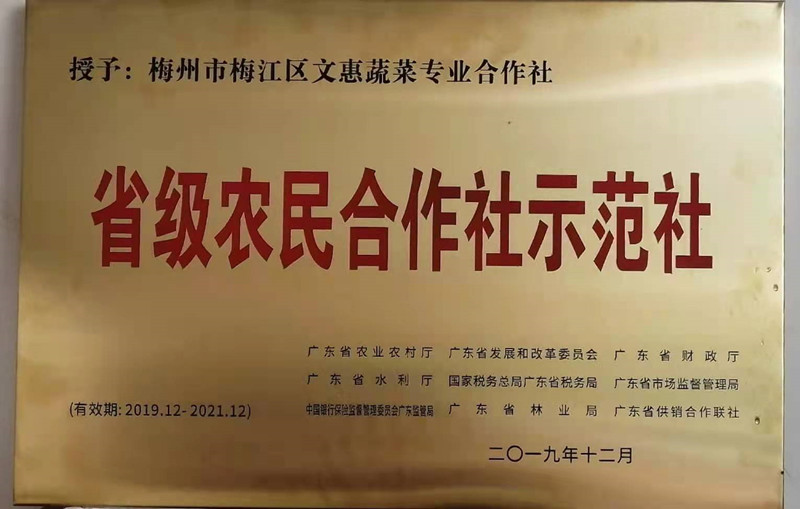 授予：梅州市梅江区文惠蔬菜专业合作社
省级农民合作社示范社
广东省农业农村厅 广东省发展和改革委员会 广东省财政厅
广东省水利厅 国家税务总局广东省税务局 广东省市场监督管理局
(有效期: 2019.12- 2021.12) 中国银行保险监督管理委员会广东监管局 广东省林业局 广东省供销合作联社
二〇一九年十二月